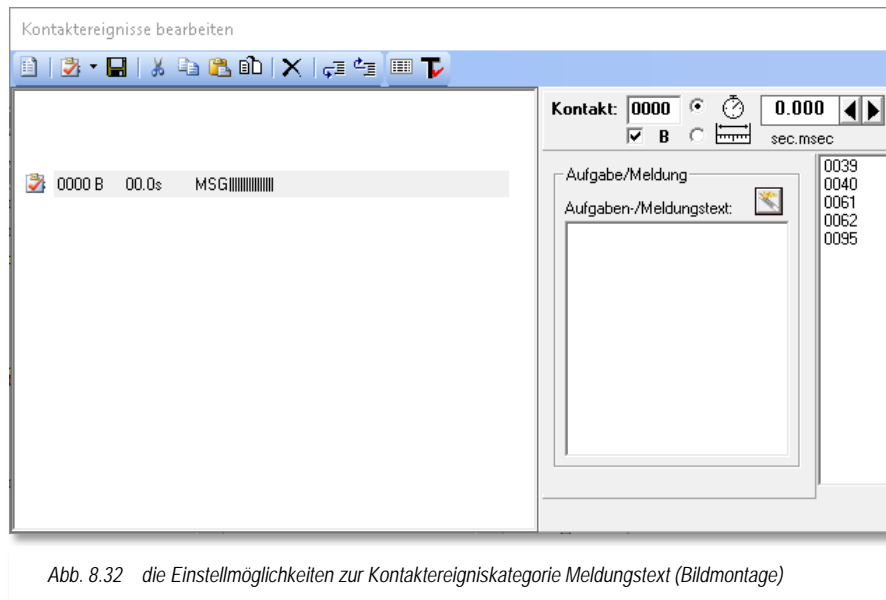 Kontaktereignisse bearbeiten
Kontakt: 0000 0.000
B sec.msec
0000 B 00.0s MSG||||||||||||||
Aufgabe/Meldung
Aufgaben-/Meldungstext:
0039
0040
0061
0062
0095
Abb. 8.32 die Einstellmöglichkeiten zur Kontaktereigniskategorie Meldungstext (Bildmontage)